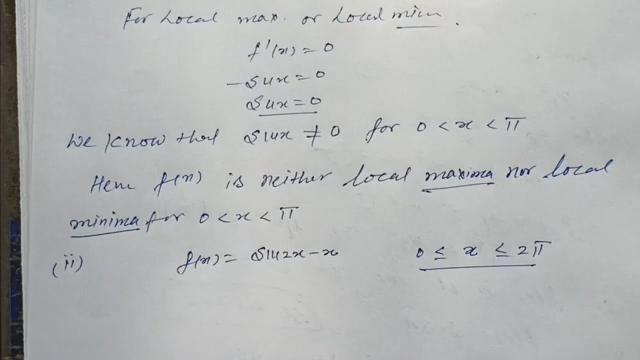 For Local max. or Local min.
f'(x) = 0
-Sin x = 0
Sin x = 0
We know that Sin x ≠ 0 for 0 < x < π
Hence f(x) is neither local maxima nor local
minima for 0 < x < π
(ii) f(x) = Sin 2x - x 0 ≤ x ≤ 2π